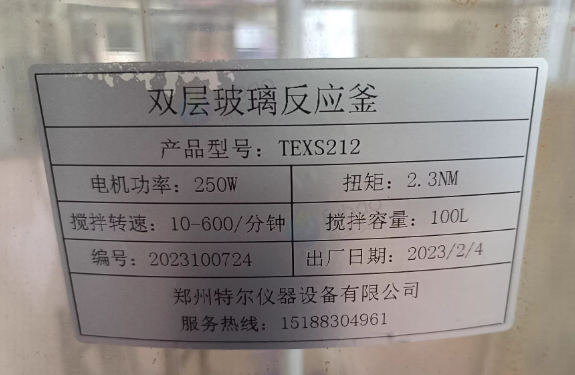 双层玻璃反应釜
产品型号：TEXS212
电机功率：250W 扭矩：2.3NM
搅拌转速：10-600/分钟 搅拌容量：100L
编号：2023100724 出厂日期：2023/2/4
郑州特尔仪器设备有限公司
服务热线：15188304961